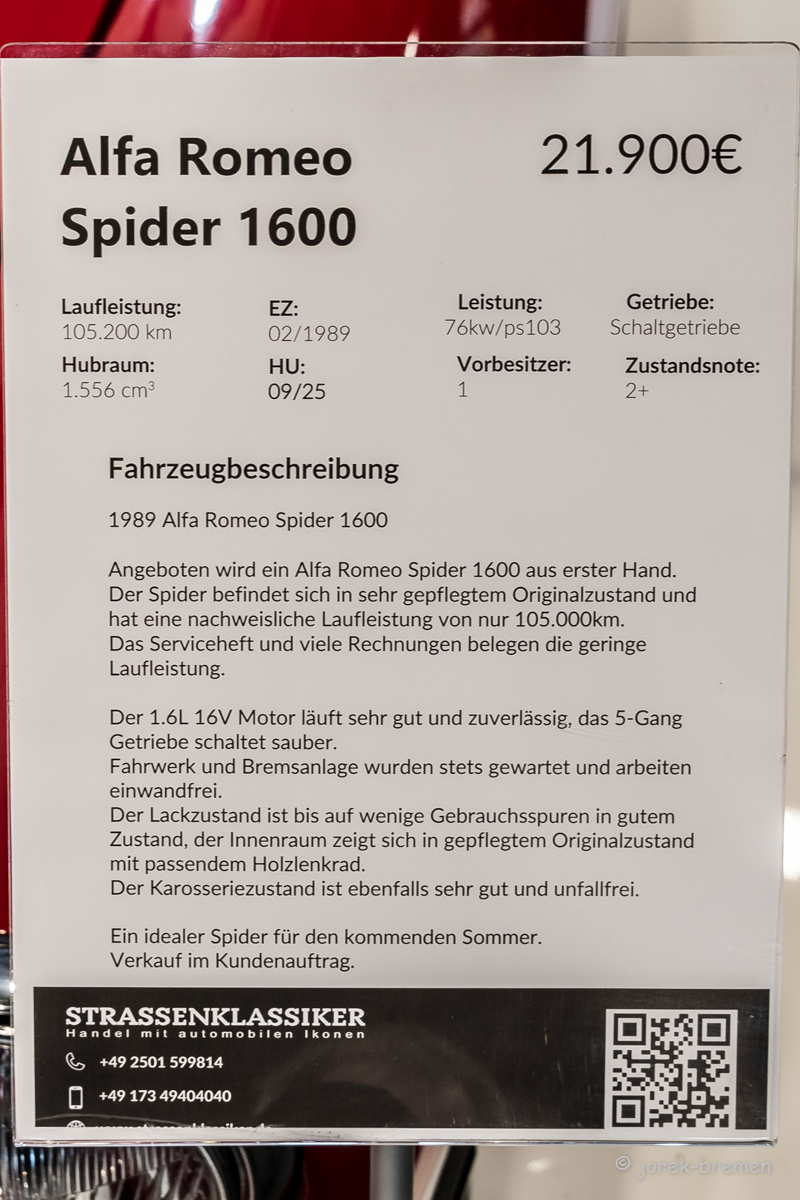 Alfa Romeo
Spider 1600
21.900€
Laufleistung:
105.200 km
EZ:
02/1989
Leistung:
76kw/ps103
Getriebe:
Schaltgetriebe
Hubraum:
1.556 cm³
HU:
09/25
Vorbesitzer:
1
Zustandsnote:
2+
Fahrzeugbeschreibung
1989 Alfa Romeo Spider 1600
Angeboten wird ein Alfa Romeo Spider 1600 aus erster Hand.
Der Spider befindet sich in sehr gepflegtem Originalzustand und
hat eine nachweisliche Laufleistung von nur 105.000km.
Das Serviceheft und viele Rechnungen belegen die geringe
Laufleistung.
Der 1.6L 16V Motor läuft sehr gut und zuverlässig, das 5-Gang
Getriebe schaltet sauber.
Fahrwerk und Bremsanlage wurden stets gewartet und arbeiten
einwandfrei.
Der Lackzustand ist bis auf wenige Gebrauchsspuren in gutem
Zustand, der Innenraum zeigt sich in gepflegtem Originalzustand
mit passendem Holzlenkrad.
Der Karosseriezustand ist ebenfalls sehr gut und unfallfrei.
Ein idealer Spider für den kommenden Sommer.
Verkauf im Kundenauftrag.
STRASSENKLASSIKER
Handel mit automobilen Ikonen
+49 2501 599814
+49 173 49404040
© jorek-bremen